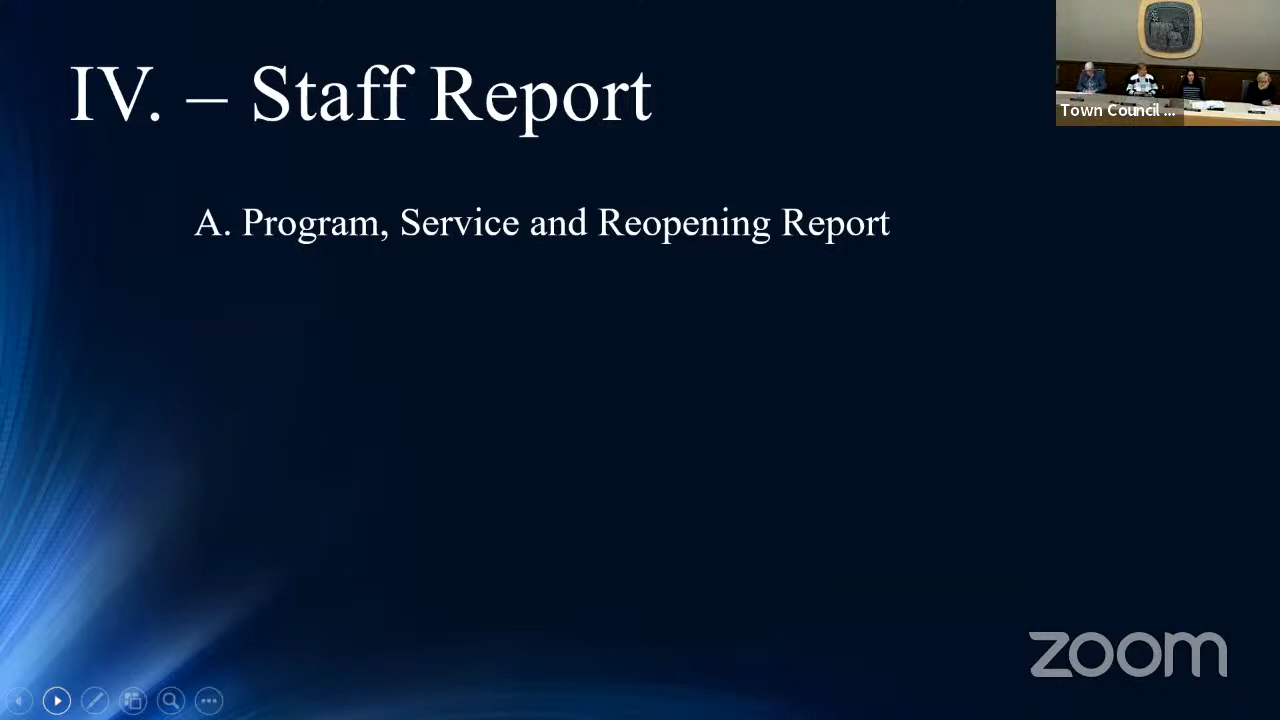 IV. – Staff Report
Town Council ...
A. Program, Service and Reopening Report
zoom